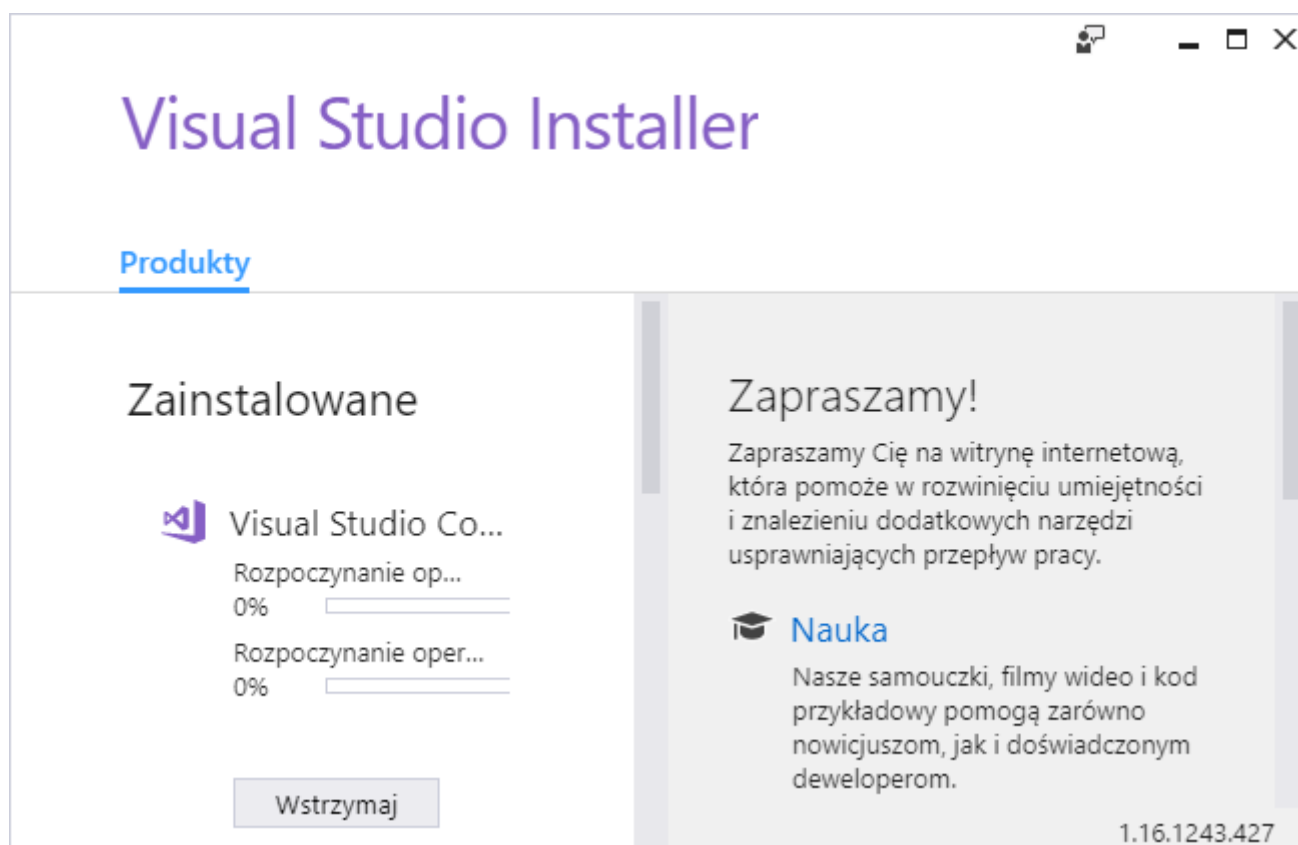 Visual Studio Installer
Produkty
Zainstalowane
Visual Studio Co...
Rozpoczynanie op...
0%
Rozpoczynanie oper...
0%
Wstrzymaj
Zapraszamy!
Zapraszamy Cię na witrynę internetową,
która pomoże w rozwinięciu umiejętności
i znalezieniu dodatkowych narzędzi
usprawniających przepływ pracy.
Nauka
Nasze samouczki, filmy wideo i kod
przykładowy pomogą zarówno
nowicjuszom, jak i doświadczonym
deweloperom.
1.16.1243.427